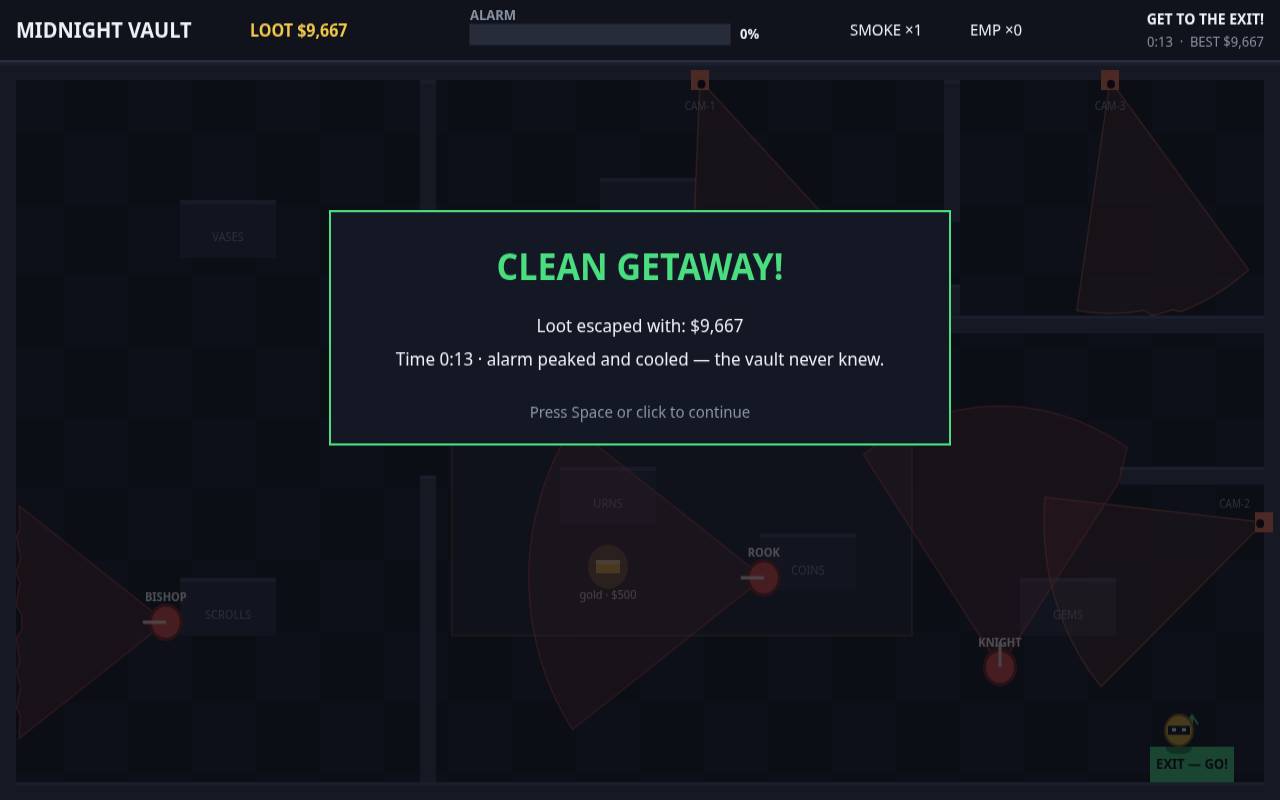 MIDNIGHT VAULT
LOOT $9,667
ALARM
0%
SMOKE ×1
EMP ×0
GET TO THE EXIT!
0:13 · BEST $9,667
CAM-1
CAM-3
VASES
CLEAN GETAWAY!
Loot escaped with: $9,667
Time 0:13 · alarm peaked and cooled — the vault never knew.
Press Space or click to continue
URNS
CAM-2
ROOK
COINS
gold · $500
BISHOP
SCROLLS
GEMS
KNIGHT
EXIT — GO!